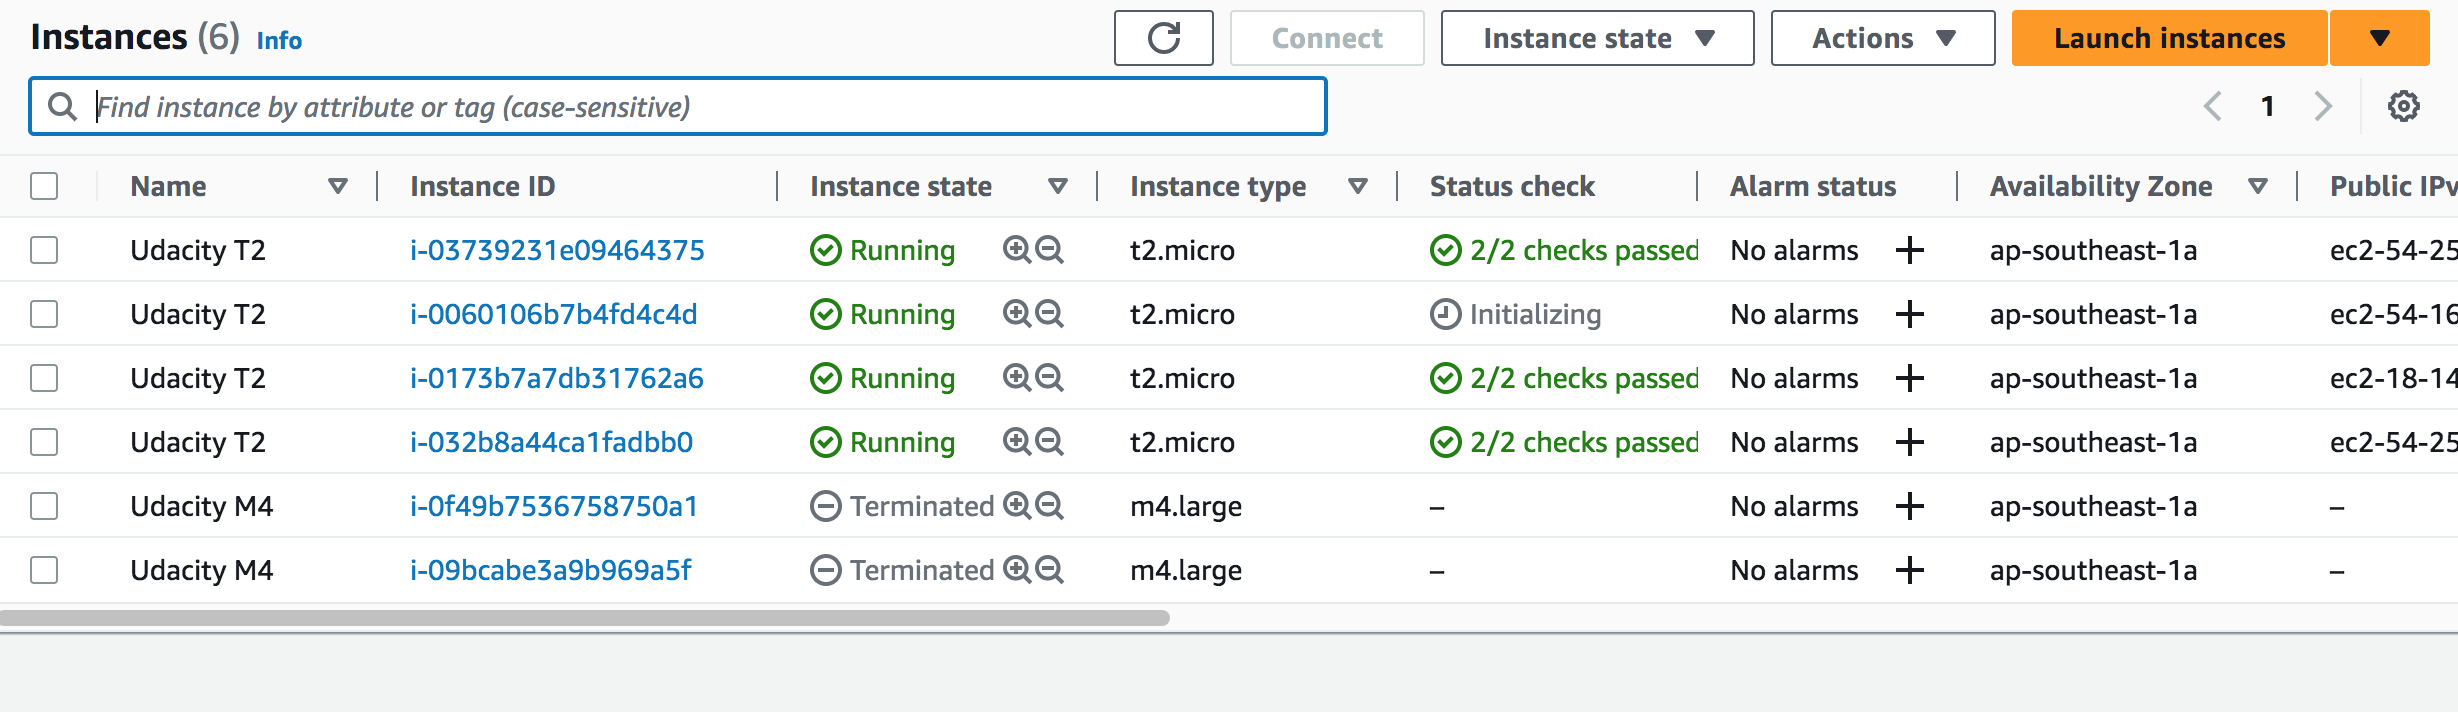 Instances (6) Info Connect Instance state Actions Launch instances
Find instance by attribute or tag (case-sensitive) 1
Name Instance ID Instance state Instance type Status check Alarm status Availability Zone Public IPv
Udacity T2 i-03739231e09464375 Running t2.micro 2/2 checks passed No alarms + ap-southeast-1a ec2-54-25
Udacity T2 i-0060106b7b4fd4c4d Running t2.micro Initializing No alarms + ap-southeast-1a ec2-54-16
Udacity T2 i-0173b7a7db31762a6 Running t2.micro 2/2 checks passed No alarms + ap-southeast-1a ec2-18-14
Udacity T2 i-032b8a44ca1fadbb0 Running t2.micro 2/2 checks passed No alarms + ap-southeast-1a ec2-54-25
Udacity M4 i-0f49b7536758750a1 Terminated m4.large – No alarms + ap-southeast-1a –
Udacity M4 i-09bcabe3a9b969a5f Terminated m4.large – No alarms + ap-southeast-1a –